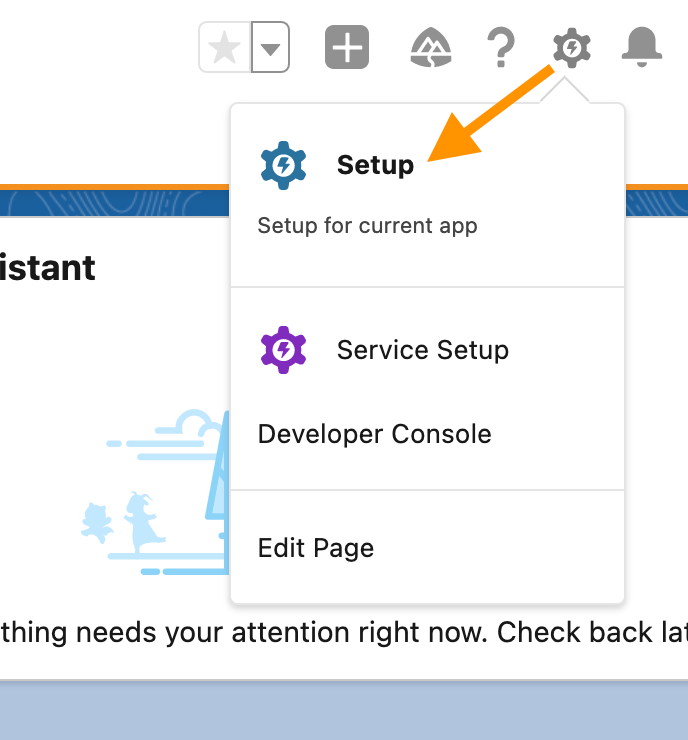 Setup
Setup for current app
istant
Service Setup
Developer Console
Edit Page
thing needs your attention right now. Check back lat